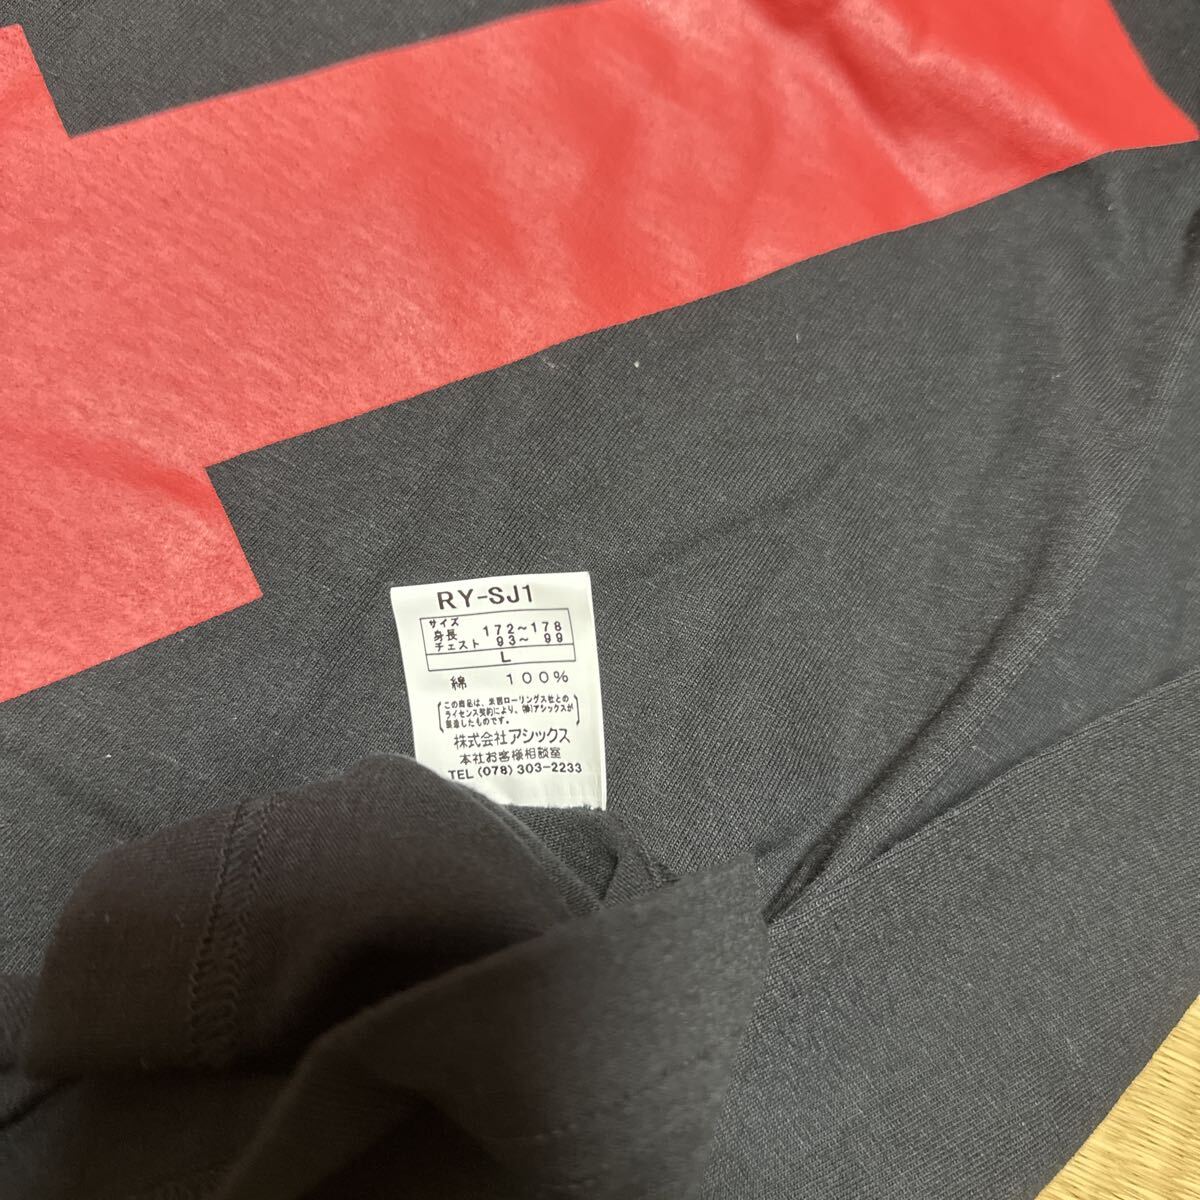 RY-SJ1
サイズ
身長 172～178
チェスト 93～ 99
L
綿 100%
この商品は、米国ローリングス社との
ライセンス契約により、(株)アシックスが
製造したものです。
株式会社アシックス
本社お客様相談室
TEL (078) 303-2233